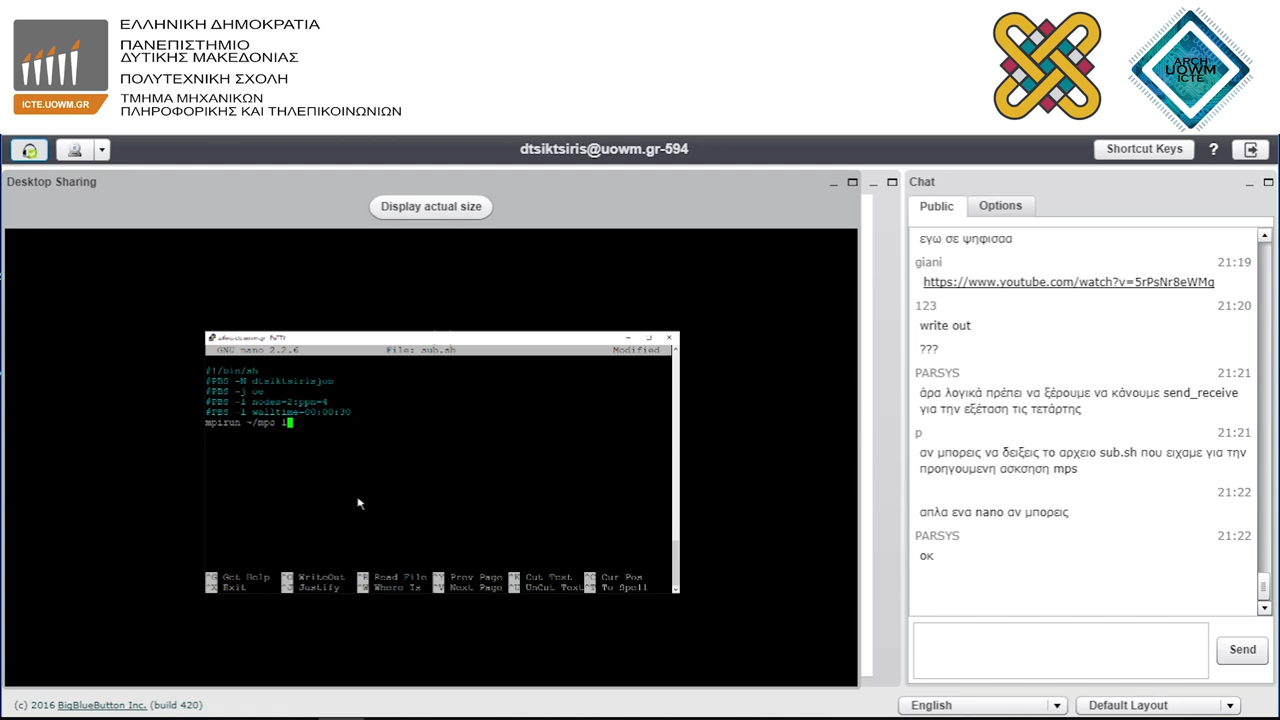 ΕΛΛΗΝΙΚΗ ΔΗΜΟΚΡΑΤΙΑ
ΠΑΝΕΠΙΣΤΗΜΙΟ
ΔΥΤΙΚΗΣ ΜΑΚΕΔΟΝΙΑΣ
ΠΟΛΥΤΕΧΝΙΚΗ ΣΧΟΛΗ
ICTE.UOWM.GR
ΤΜΗΜΑ ΜΗΧΑΝΙΚΩΝ
ΠΛΗΡΟΦΟΡΙΚΗΣ ΚΑΙ ΤΗΛΕΠΙΚΟΙΝΩΝΙΩΝ
ARCH
UOWM
ICTE
dtsiktsiris@uowm.gr-594
Shortcut Keys
?
Desktop Sharing
Display actual size
PuTTY
GNU nano 2.2.6 File: sub.sh Modified
#!/bin/sh
#PBS -N dtsiktsirisjob
#PBS -j oe
#PBS -l nodes=2:ppn=4
#PBS -l walltime=00:00:30
mpirun ~/mps 1
^G Get Help ^O WriteOut ^R Read File ^Y Prev Page ^K Cut Text ^C Cur Pos
^X Exit ^J Justify ^W Where Is ^V Next Page ^U UnCut Text ^T To Spell
Chat
Public Options
εγω σε ψηφισαα
giani 21:19
https://www.youtube.com/watch?v=5rPsNr8eWMg
123 21:20
write out
???
PARSYS 21:21
άρα λογικά πρέπει να ξέρουμε να κάνουμε send_receive
για την εξέταση τις τετάρτης
p 21:21
αν μπορεις να δειξεις το αρχειο sub.sh που ειχαμε για την
προηγουμενη ασκσηση mps
21:22
απλα ενα nano αν μπορεις
PARSYS 21:22
οκ
Send
(c) 2016 BigBlueButton Inc. (build 420)
English
Default Layout